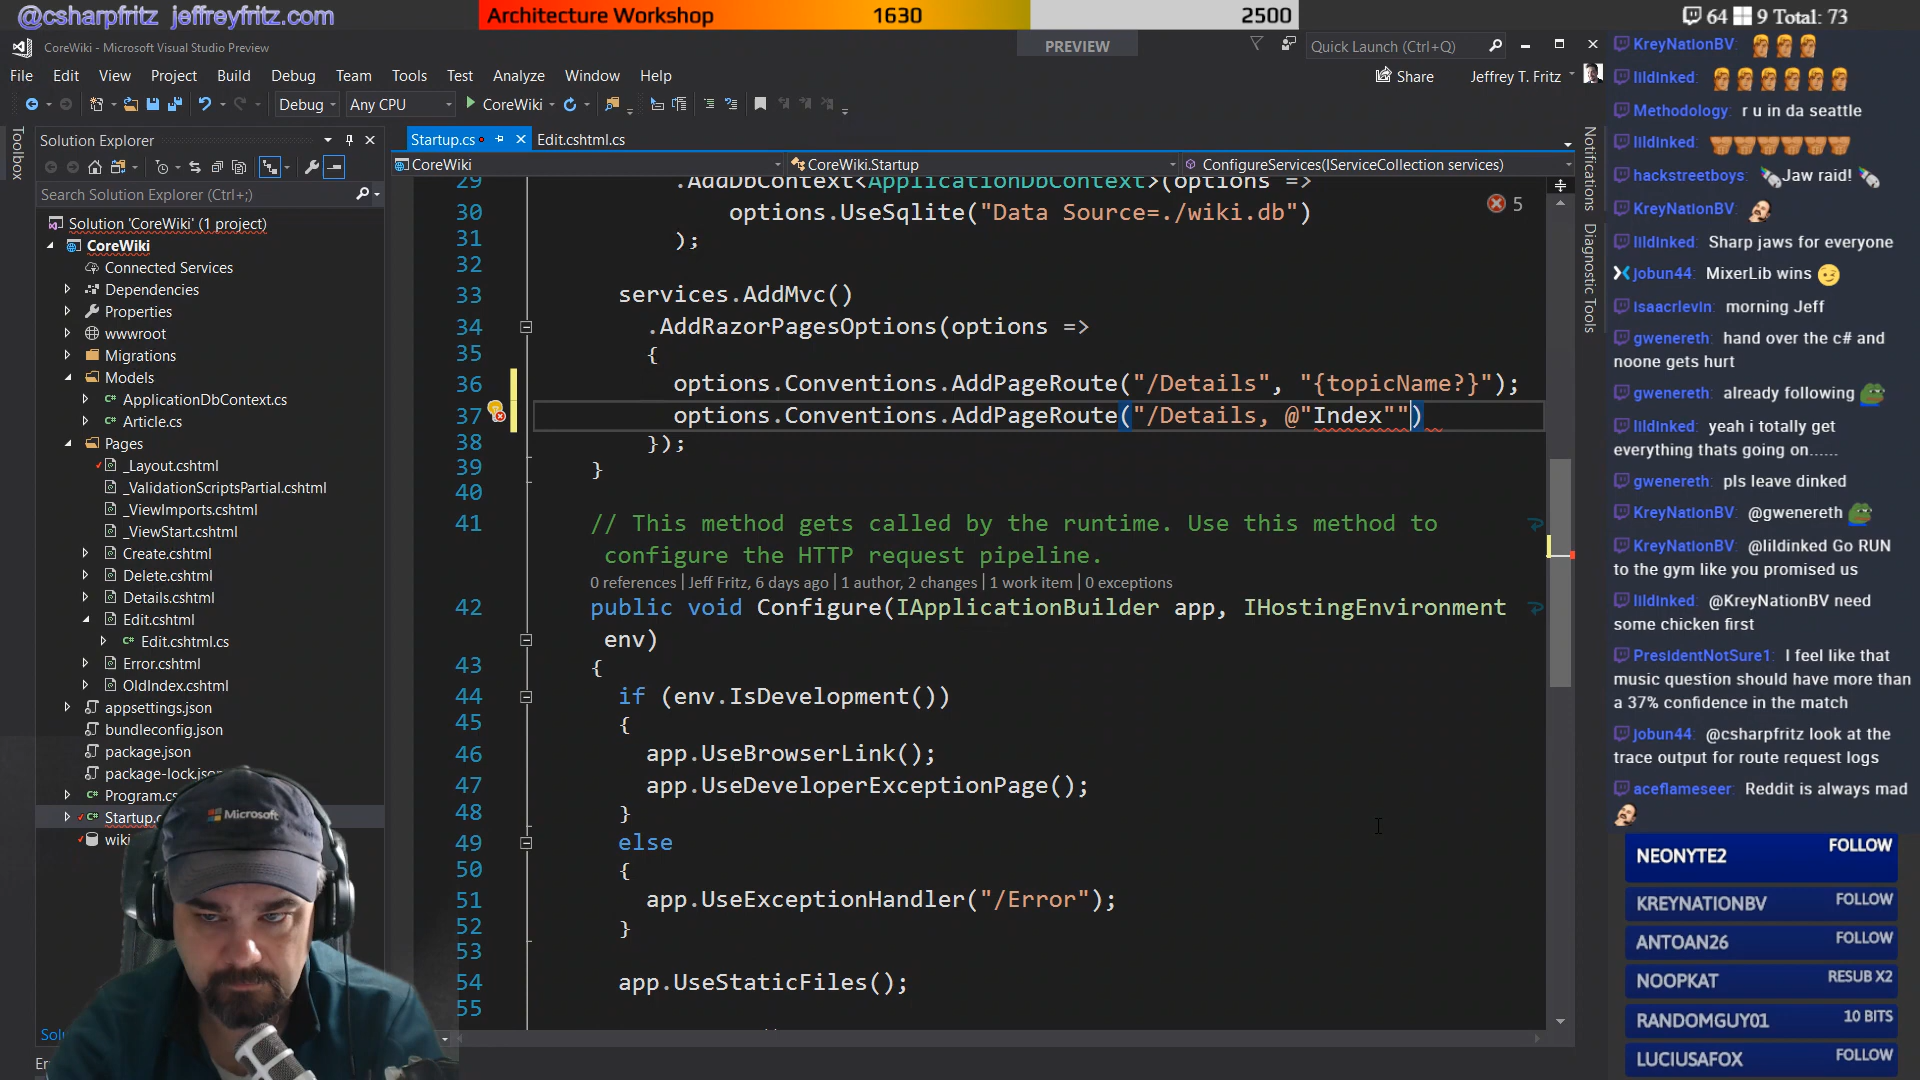 @csharpfritz jeffreyfritz.com
Architecture Workshop 1630 2500
64 9 Total: 73
CoreWiki - Microsoft Visual Studio Preview
PREVIEW
Quick Launch (Ctrl+Q)
File Edit View Project Build Debug Team Tools Test Analyze Window Help
Share Jeffrey T. Fritz
Debug Any CPU CoreWiki
Toolbox
Solution Explorer
Search Solution Explorer (Ctrl+;)
Solution 'CoreWiki' (1 project)
CoreWiki
Connected Services
Dependencies
Properties
wwwroot
Migrations
Models
ApplicationDbContext.cs
Article.cs
Pages
_Layout.cshtml
_ValidationScriptsPartial.cshtml
_ViewImports.cshtml
_ViewStart.cshtml
Create.cshtml
Delete.cshtml
Details.cshtml
Edit.cshtml
Edit.cshtml.cs
Error.cshtml
OldIndex.cshtml
appsettings.json
bundleconfig.json
package.json
package-lock.json
Program.cs
Startup.c
wiki
Solu
Er
Microsoft
Startup.cs Edit.cshtml.cs
CoreWiki CoreWiki.Startup ConfigureServices(IServiceCollection services)
5
29 .AddDbContext<ApplicationDbContext>(options =>
30 options.UseSqlite("Data Source=./wiki.db")
31 );
32
33 services.AddMvc()
34 .AddRazorPagesOptions(options =>
35 {
36 options.Conventions.AddPageRoute("/Details", "{topicName?}");
37 options.Conventions.AddPageRoute("/Details, @"Index"")
38 });
39 }
40
41 // This method gets called by the runtime. Use this method to
configure the HTTP request pipeline.
0 references | Jeff Fritz, 6 days ago | 1 author, 2 changes | 1 work item | 0 exceptions
42 public void Configure(IApplicationBuilder app, IHostingEnvironment
env)
43 {
44 if (env.IsDevelopment())
45 {
46 app.UseBrowserLink();
47 app.UseDeveloperExceptionPage();
48 }
49 else
50 {
51 app.UseExceptionHandler("/Error");
52 }
53
54 app.UseStaticFiles();
55
Notifications
Diagnostic Tools
KreyNationBV:
lildInked:
Methodology: r u in da seattle
lildInked:
hackstreetboys: Jaw raid!
KreyNationBV:
lildInked: Sharp jaws for everyone
jobun44: MixerLib wins
isaacrlevin: morning Jeff
gwenereth: hand over the c# and
noone gets hurt
gwenereth: already following
lildInked: yeah i totally get
everything thats going on......
gwenereth: pls leave dinked
KreyNationBV: @gwenereth
KreyNationBV: @lildinked Go RUN
to the gym like you promised us
lildInked: @KreyNationBV need
some chicken first
PresidentNotSure1: I feel like that
music question should have more than
a 37% confidence in the match
jobun44: @csharpfritz look at the
trace output for route request logs
aceflameseer: Reddit is always mad
NEONYTE2 FOLLOW
KREYNATIONBV FOLLOW
ANTOAN26 FOLLOW
NOOPKAT RESUB X2
RANDOMGUY01 10 BITS
LUCIUSAFOX FOLLOW